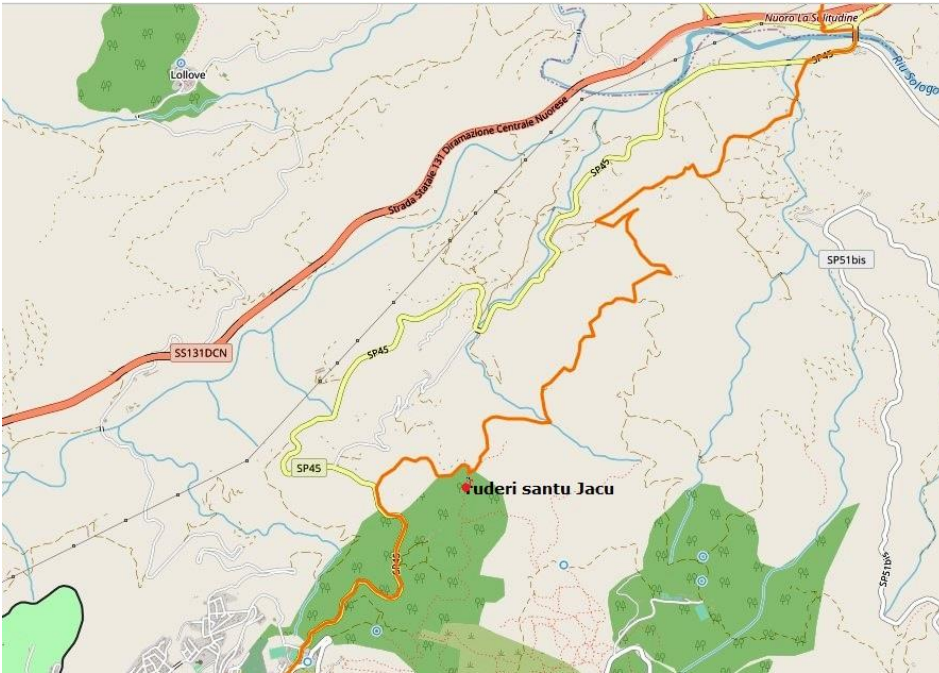 Nuoro La Solitudine
SP45
Riu Sologo
Lollove
Strada Statale 131 Diramazione Centrale Nuorese
SP45
SP51bis
SS131DCN
SP45
SP45
ruderi santu Jacu
SP45
SP51bis